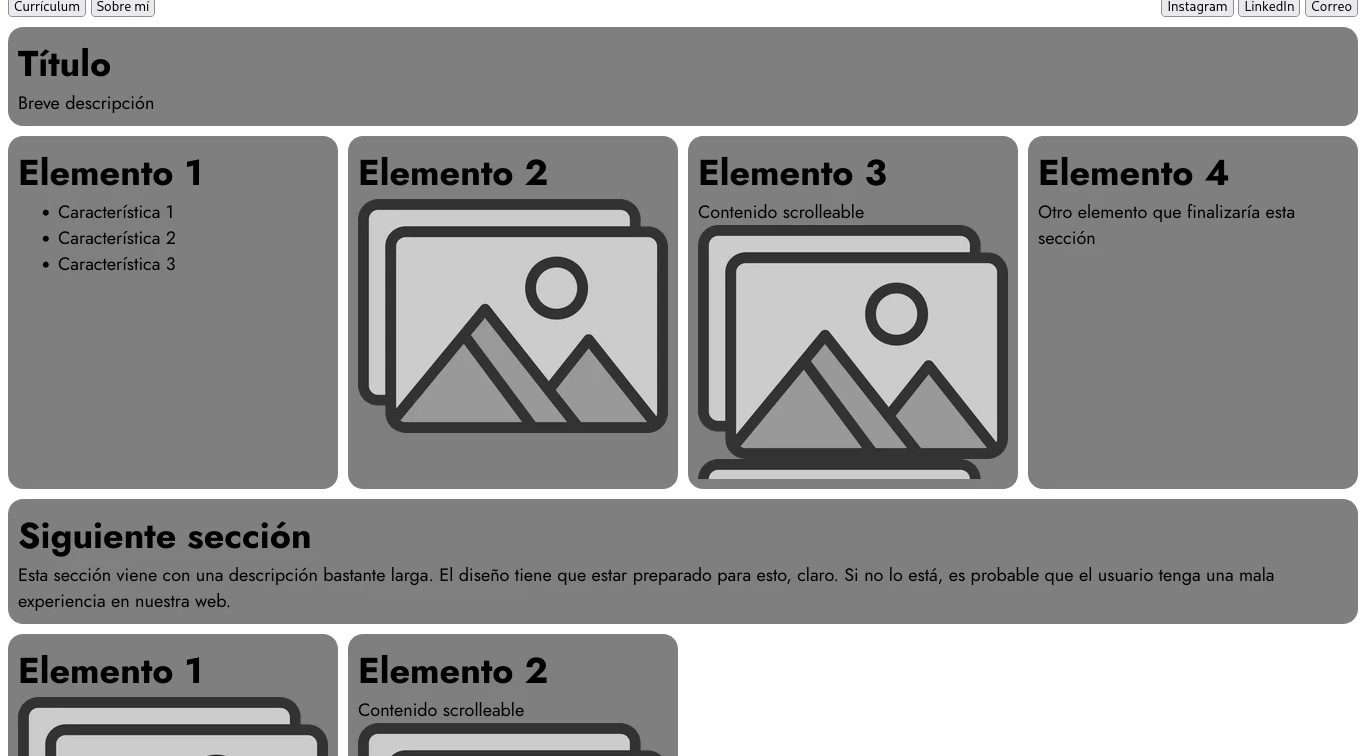 Currículum Sobre mí Instagram LinkedIn Correo
Título
Breve descripción
Elemento 1
Característica 1
Característica 2
Característica 3
Elemento 2
Elemento 3
Contenido scrolleable
Elemento 4
Otro elemento que finalizaría esta
sección
Siguiente sección
Esta sección viene con una descripción bastante larga. El diseño tiene que estar preparado para esto, claro. Si no lo está, es probable que el usuario tenga una mala
experiencia en nuestra web.
Elemento 1
Elemento 2
Contenido scrolleable